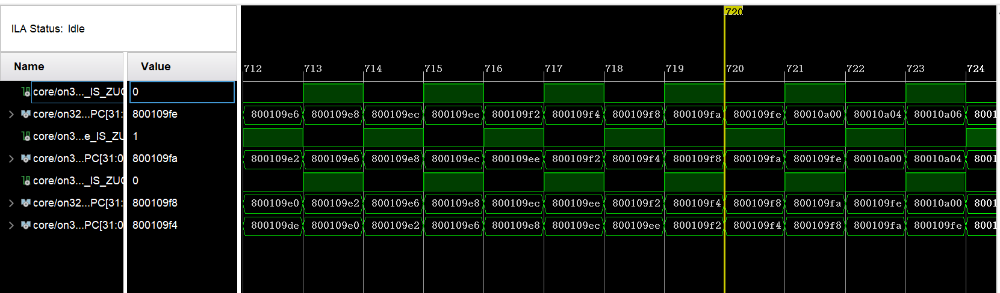 720
ILA Status: Idle
Name Value
712 713 714 715 716 717 718 719 720 721 722 723 724
core/on3..._IS_ZUC 0
core/on32...PC[31: 800109fe 800109e6 800109e8 800109ec 800109ee 800109f2 800109f4 800109f8 800109fa 800109fe 80010a00 80010a04 80010a06 8001
core/on3...e_IS_ZU 1
core/on3...PC[31:0 800109fa 800109e2 800109e6 800109e8 800109ec 800109ee 800109f2 800109f4 800109f8 800109fa 800109fe 80010a00 80010a04 8001
core/on3..._IS_ZUC 0
core/on32...PC[31: 800109f8 800109e0 800109e2 800109e6 800109e8 800109ec 800109ee 800109f2 800109f4 800109f8 800109fa 800109fe 80010a00 8001
core/on3...PC[31:0 800109f4 800109de 800109e0 800109e2 800109e6 800109e8 800109ec 800109ee 800109f2 800109f4 800109f8 800109fa 800109fe 8001